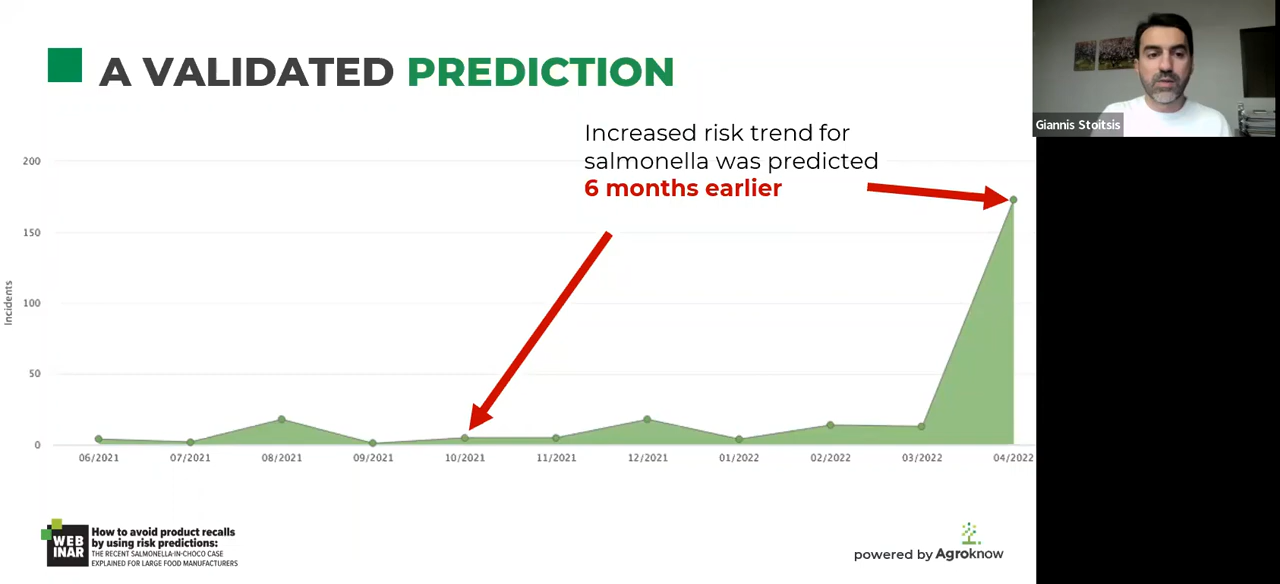 A VALIDATED PREDICTION
Giannis Stoitsis
Increased risk trend for
salmonella was predicted
6 months earlier
200
150
100
50
0
Incidents
06/2021
07/2021
08/2021
09/2021
10/2021
11/2021
12/2021
01/2022
02/2022
03/2022
04/2022
WEB
INAR
How to avoid product recalls
by using risk predictions:
THE RECENT SALMONELLA-IN-CHOCO CASE
EXPLAINED FOR LARGE FOOD MANUFACTURERS
powered by Agroknow